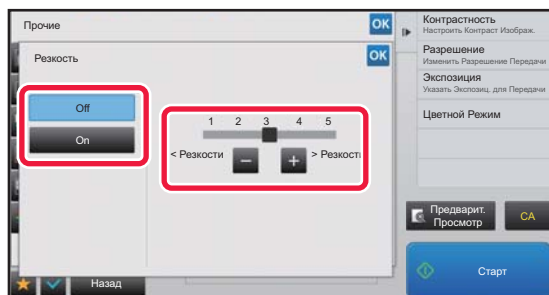 Прочие
OK
Резкость
OK
Off
On
1 2 3 4 5
< Резкости
> Резкости
Назад
Контрастность
Настроить Контраст Изображ.
Разрешение
Изменить Разрешение Передачи
Экспозиция
Указать Экспозиц. для Передачи
Цветной Режим
Предварит.
Просмотр
CA
Старт